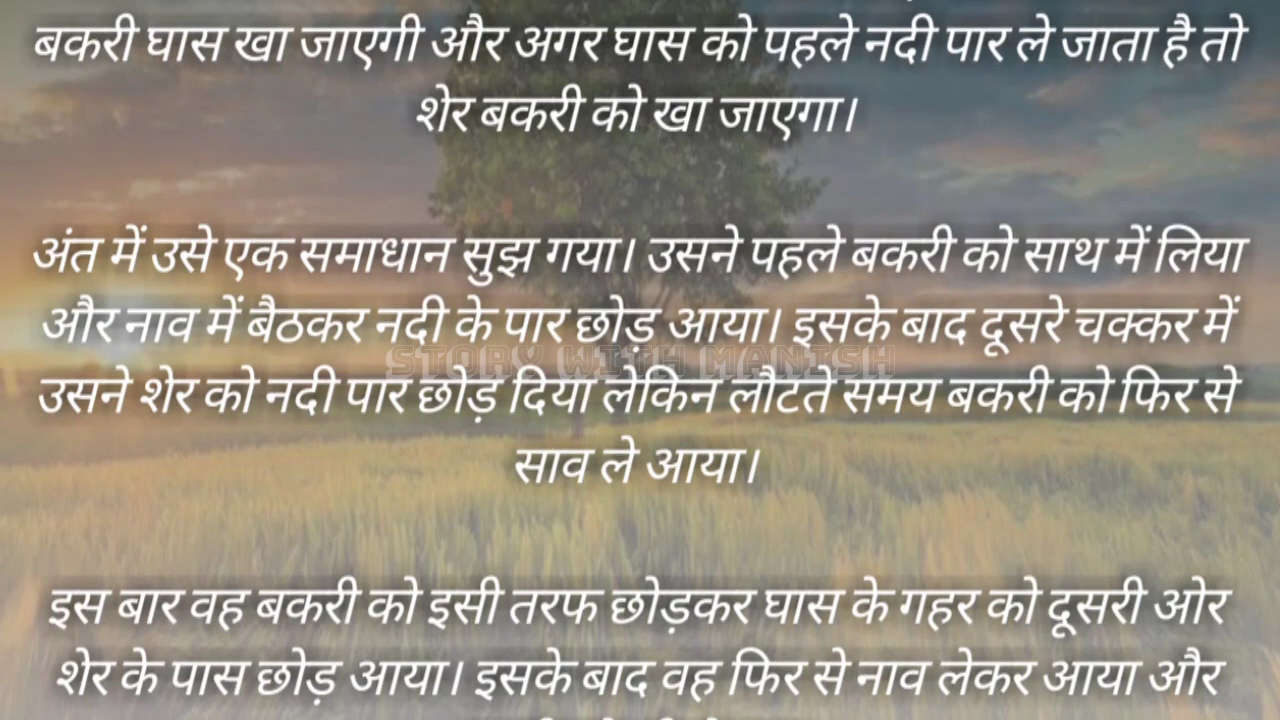 बकरी घास खा जाएगी और अगर घास को पहले नदी पार ले जाता है तो
शेर बकरी को खा जाएगा।
अंत में उसे एक समाधान सुझ गया। उसने पहले बकरी को साथ में लिया
और नाव में बैठकर नदी के पार छोड़ आया। इसके बाद दूसरे चक्कर में
STORY WITH MANISH
उसने शेर को नदी पार छोड़ दिया लेकिन लौटते समय बकरी को फिर से
साव ले आया।
इस बार वह बकरी को इसी तरफ छोड़कर घास के गहर को दूसरी ओर
शेर के पास छोड़ आया। इसके बाद वह फिर से नाव लेकर आया और